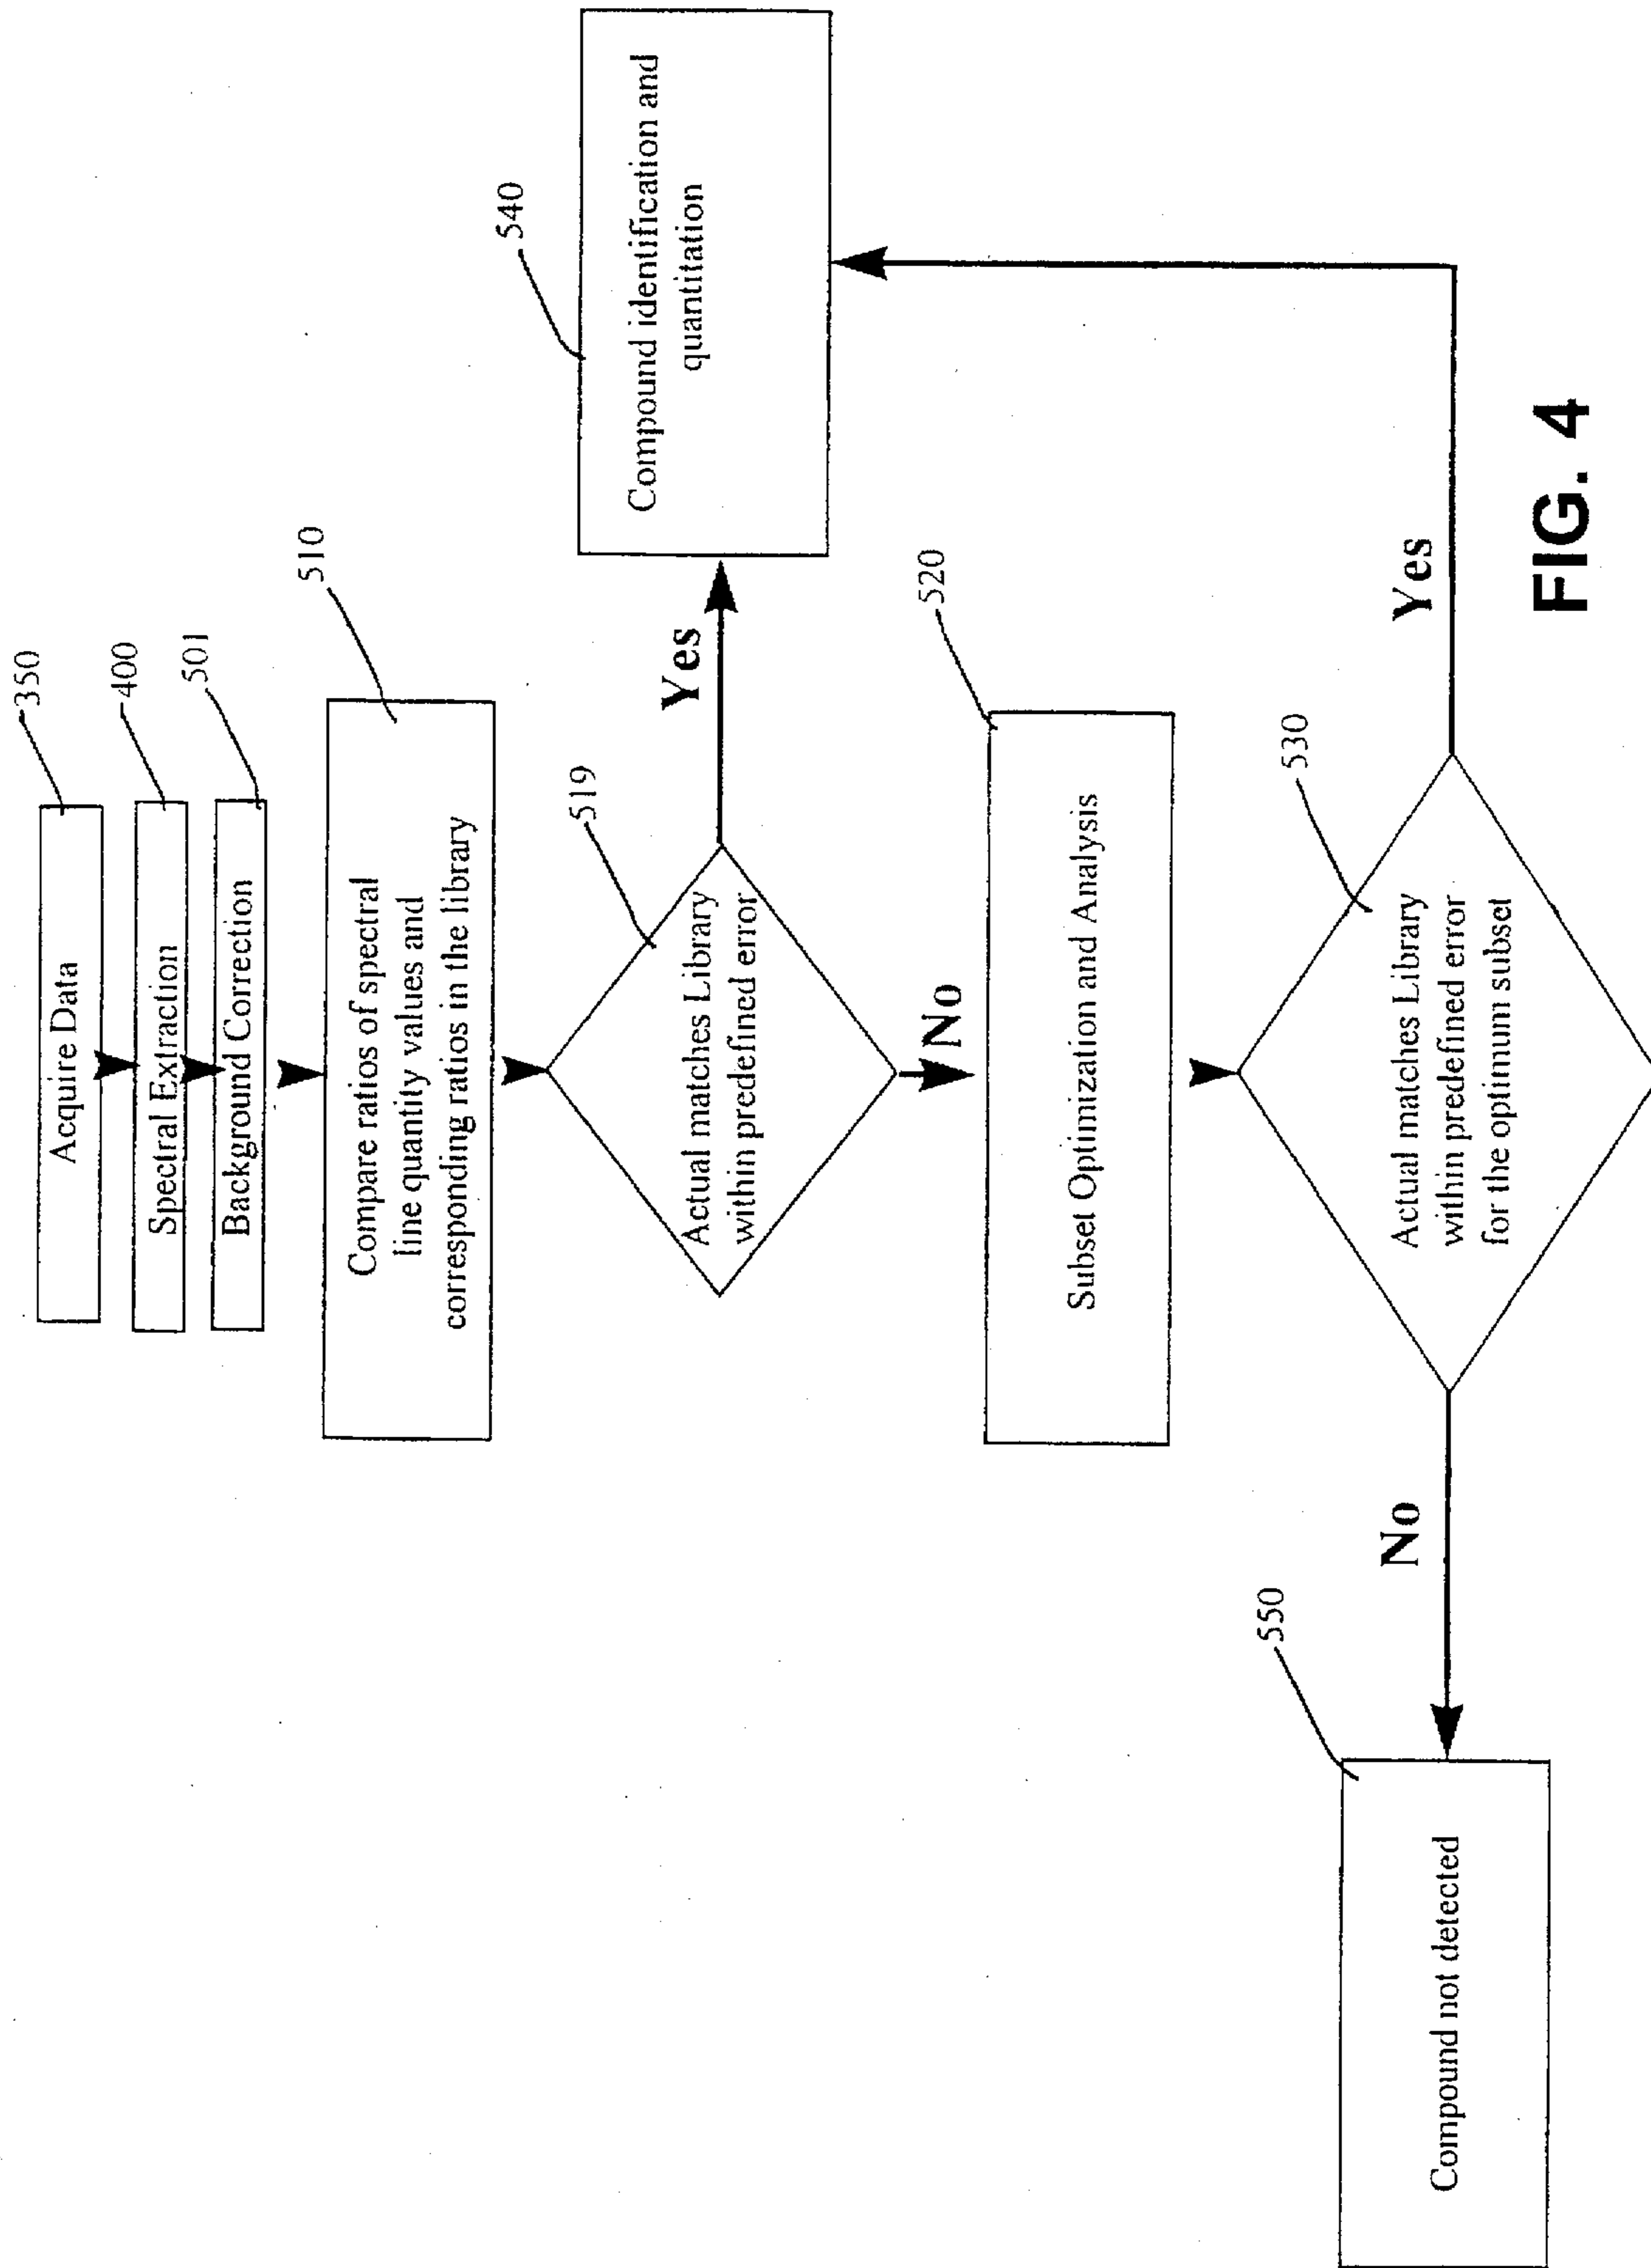 350
Acquire Data
400
Spectral Extraction
501
Background Correction
510
Compare ratios of spectral
line quantity values and
corresponding ratios in the library
519
Actual matches Library
within predefined error
Yes
540
Compound identification and
quantitation
No
520
Subset Optimization and Analysis
530
Actual matches Library
within predefined error
for the optimum subset
Yes
No
550
Compound not detected
FIG. 4